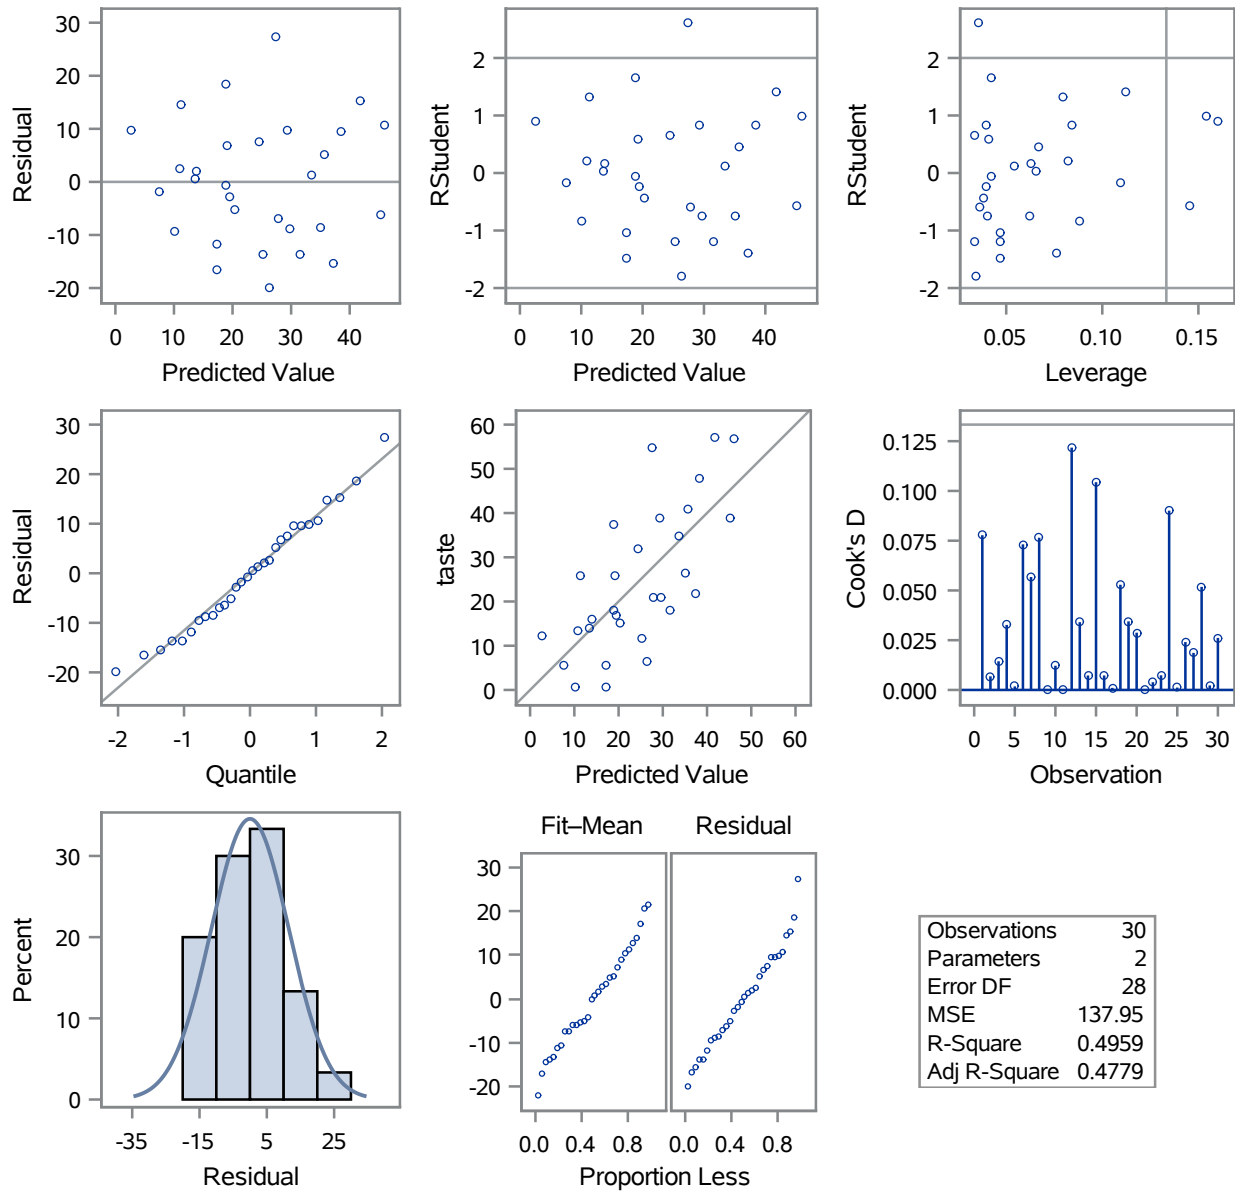 30
20
10
0
-10
-20
Residual
0 10 20 30 40
Predicted Value
2
1
0
-1
-2
RStudent
0 10 20 30 40
Predicted Value
2
1
0
-1
-2
RStudent
0.05 0.10 0.15
Leverage
30
20
10
0
-10
-20
Residual
-2 -1 0 1 2
Quantile
60
50
40
30
20
10
0
taste
0 10 20 30 40 50 60
Predicted Value
0.125
0.100
0.075
0.050
0.025
0.000
Cook's D
0 5 10 15 20 25 30
Observation
30
20
10
0
Percent
-35 -15 5 25
Residual
Fit–Mean Residual
30
20
10
0
-10
-20
0.0 0.4 0.8 0.0 0.4 0.8
Proportion Less
Observations 30
Parameters 2
Error DF 28
MSE 137.95
R-Square 0.4959
Adj R-Square 0.4779